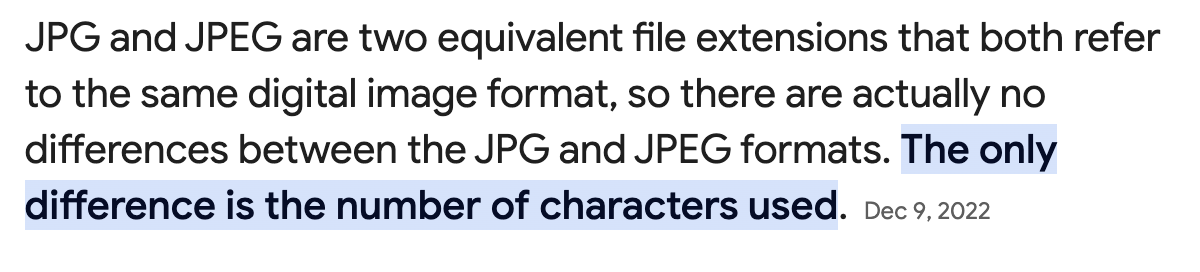 JPG and JPEG are two equivalent file extensions that both refer
to the same digital image format, so there are actually no
differences between the JPG and JPEG formats. The only
difference is the number of characters used. Dec 9, 2022